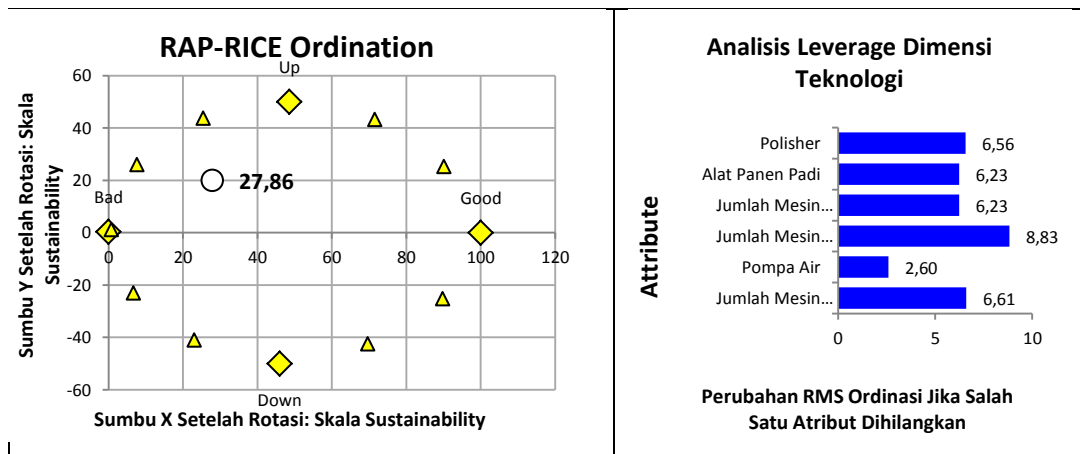 RAP-RICE Ordination
Up
60
40
20
0
-20
-40
-60
27,86
Bad
Good
0 20 40 60 80 100 120
Down
Sumbu Y Setelah Rotasi: Skala
Sustainability
Sumbu X Setelah Rotasi: Skala Sustainability
Analisis Leverage Dimensi
Teknologi
Attribute
Polisher 6,56
Alat Panen Padi 6,23
Jumlah Mesin... 6,23
Jumlah Mesin... 8,83
Pompa Air 2,60
Jumlah Mesin... 6,61
0 5 10
Perubahan RMS Ordinasi Jika Salah
Satu Atribut Dihilangkan